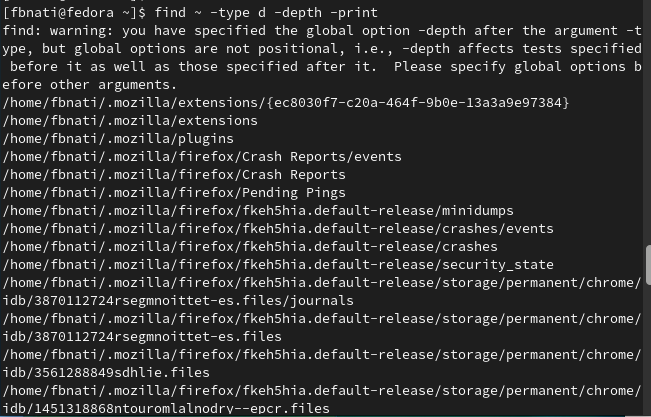 [fbnati@fedora ~]$ find ~ -type d -depth -print
find: warning: you have specified the global option -depth after the argument -t
ype, but global options are not positional, i.e., -depth affects tests specified
 before it as well as those specified after it.  Please specify global options b
efore other arguments.
/home/fbnati/.mozilla/extensions/{ec8030f7-c20a-464f-9b0e-13a3a9e97384}
/home/fbnati/.mozilla/extensions
/home/fbnati/.mozilla/plugins
/home/fbnati/.mozilla/firefox/Crash Reports/events
/home/fbnati/.mozilla/firefox/Crash Reports
/home/fbnati/.mozilla/firefox/Pending Pings
/home/fbnati/.mozilla/firefox/fkeh5hia.default-release/minidumps
/home/fbnati/.mozilla/firefox/fkeh5hia.default-release/crashes/events
/home/fbnati/.mozilla/firefox/fkeh5hia.default-release/crashes
/home/fbnati/.mozilla/firefox/fkeh5hia.default-release/security_state
/home/fbnati/.mozilla/firefox/fkeh5hia.default-release/storage/permanent/chrome/
idb/3870112724rsegmnoittet-es.files/journals
/home/fbnati/.mozilla/firefox/fkeh5hia.default-release/storage/permanent/chrome/
idb/3870112724rsegmnoittet-es.files
/home/fbnati/.mozilla/firefox/fkeh5hia.default-release/storage/permanent/chrome/
idb/3561288849sdhlie.files
/home/fbnati/.mozilla/firefox/fkeh5hia.default-release/storage/permanent/chrome/
idb/1451318868ntouromlalnodry--epcr.files